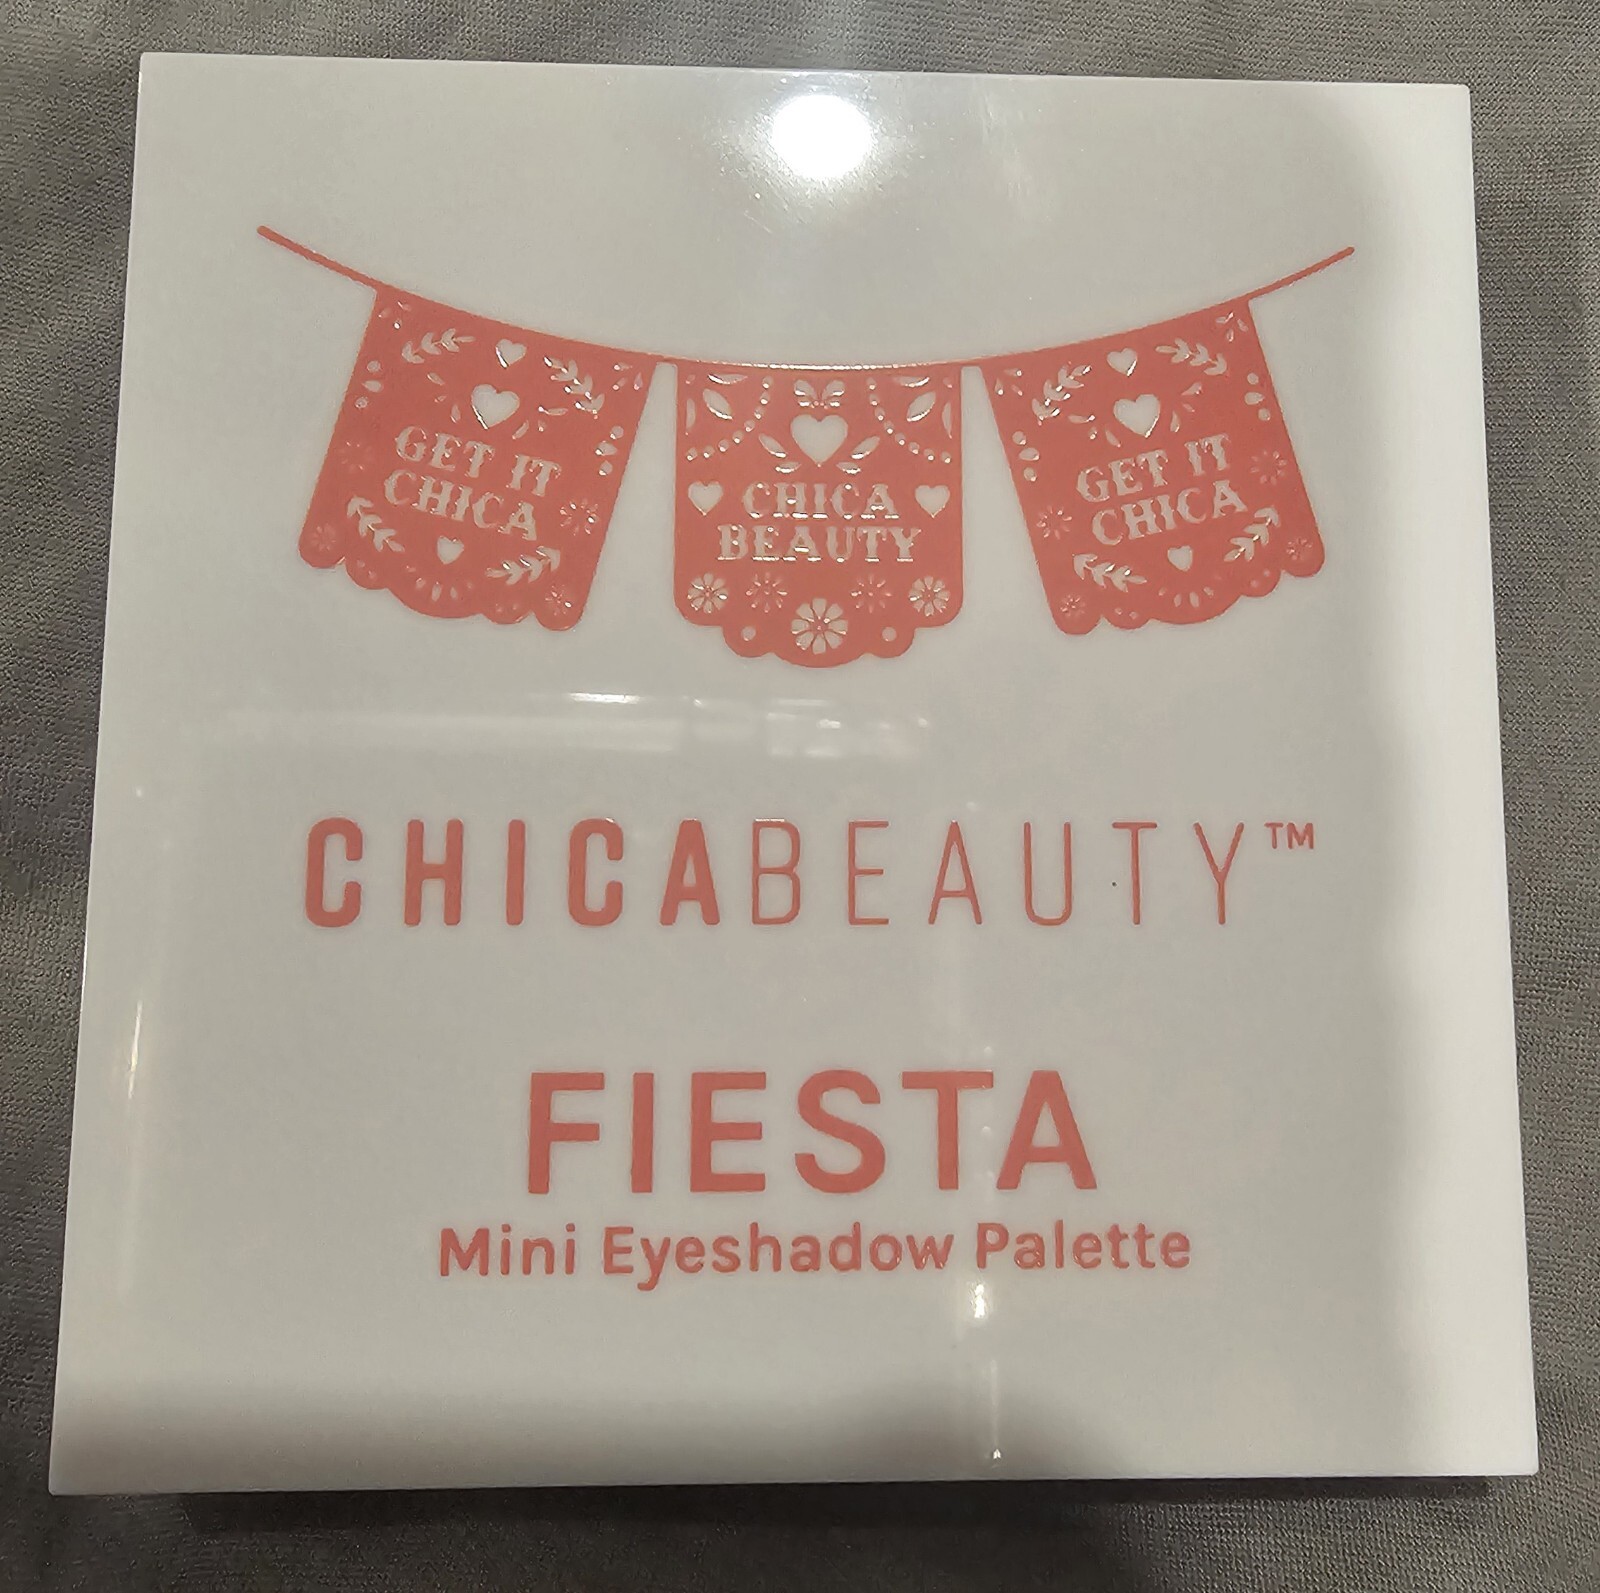 GET IT
CHICA
CHICA
BEAUTY
GET IT
CHICA
CHICABEAUTY™
FIESTA
Mini Eyeshadow Palette